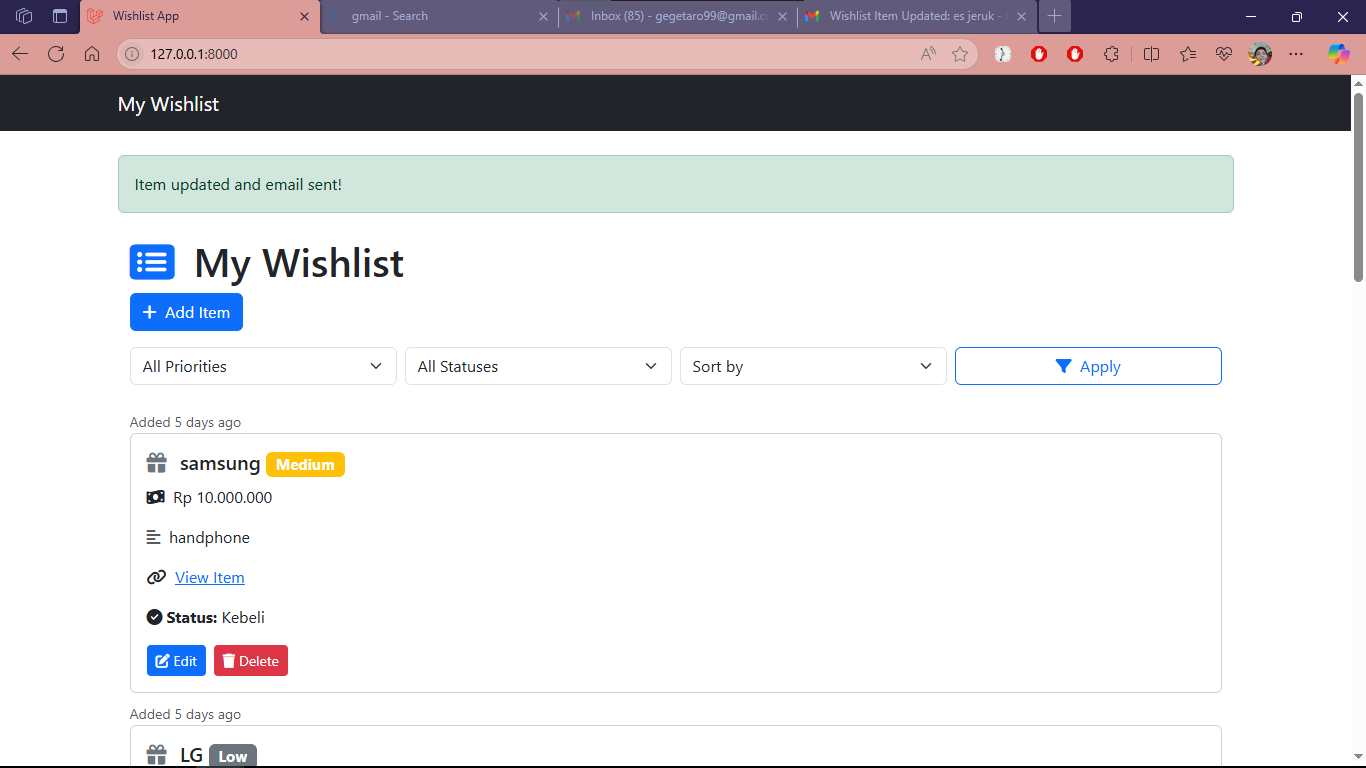 Wishlist App
gmail - Search
Inbox (85) - gegetaro99@gmail.c
Wishlist Item Updated: es jeruk -
127.0.0.1:8000
My Wishlist
Item updated and email sent!
My Wishlist
+ Add Item
All Priorities
All Statuses
Sort by
Apply
Added 5 days ago
samsung Medium
Rp 10.000.000
handphone
View Item
Status: Kebeli
Edit Delete
Added 5 days ago
LG Low